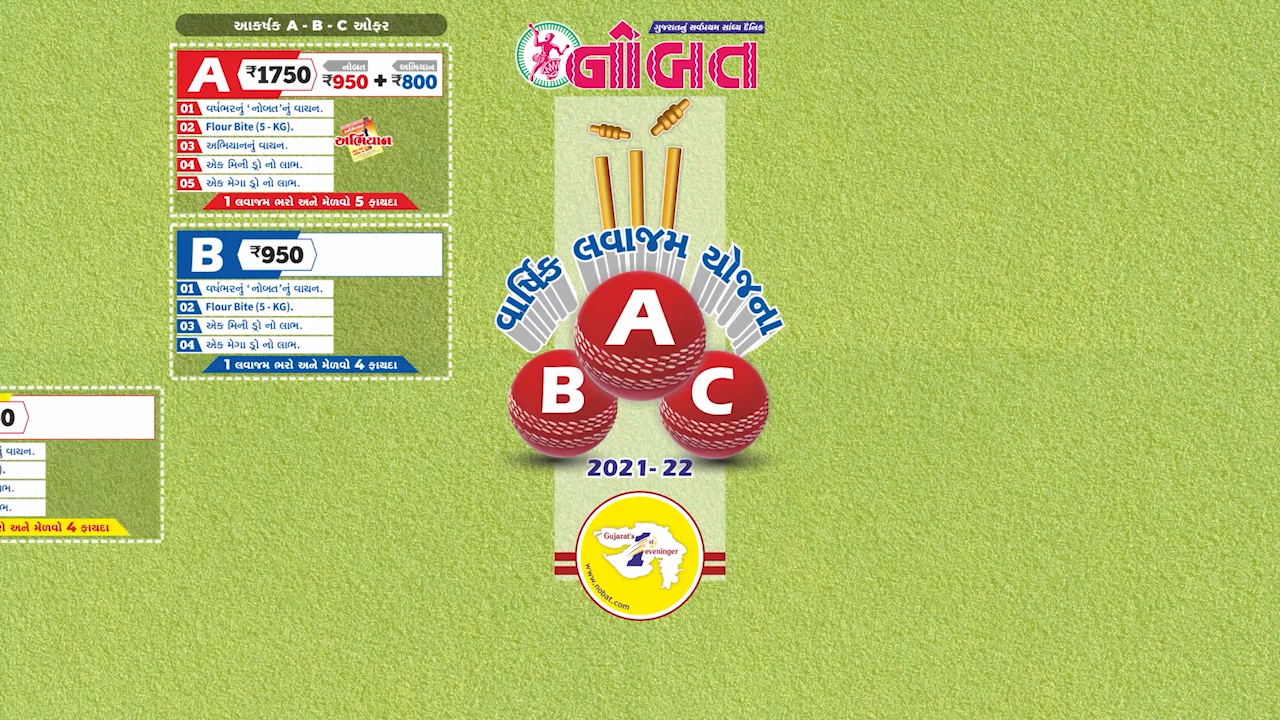 આકર્ષક A - B - C ઓફર
A ₹1750 નોબત ₹950 + અભિયાન ₹800
01 વર્ષભરનું 'નોબત'નું વાચન.
02 Flour Bite (5 - KG).
03 અભિયાનનું વાચન.
04 એક મિની ડ્રો નો લાભ.
05 એક મેગા ડ્રો નો લાભ.
અભિયાન
1 લવાજમ ભરો અને મેળવો 5 ફાયદા
B ₹950
01 વર્ષભરનું 'નોબત'નું વાચન.
02 Flour Bite (5 - KG).
03 એક મિની ડ્રો નો લાભ.
04 એક મેગા ડ્રો નો લાભ.
1 લવાજમ ભરો અને મેળવો 4 ફાયદા
0
નું વાચન.
).
ાભ.
ભ.
રો અને મેળવો 4 ફાયદા
ગુજરાતનું સર્વપ્રથમ સાંધ્ય દૈનિક
નોબત
વાર્ષિક લવાજમ યોજના
A
B
C
2021-22
Gujarat's 1st eveninger
www.nobat.com